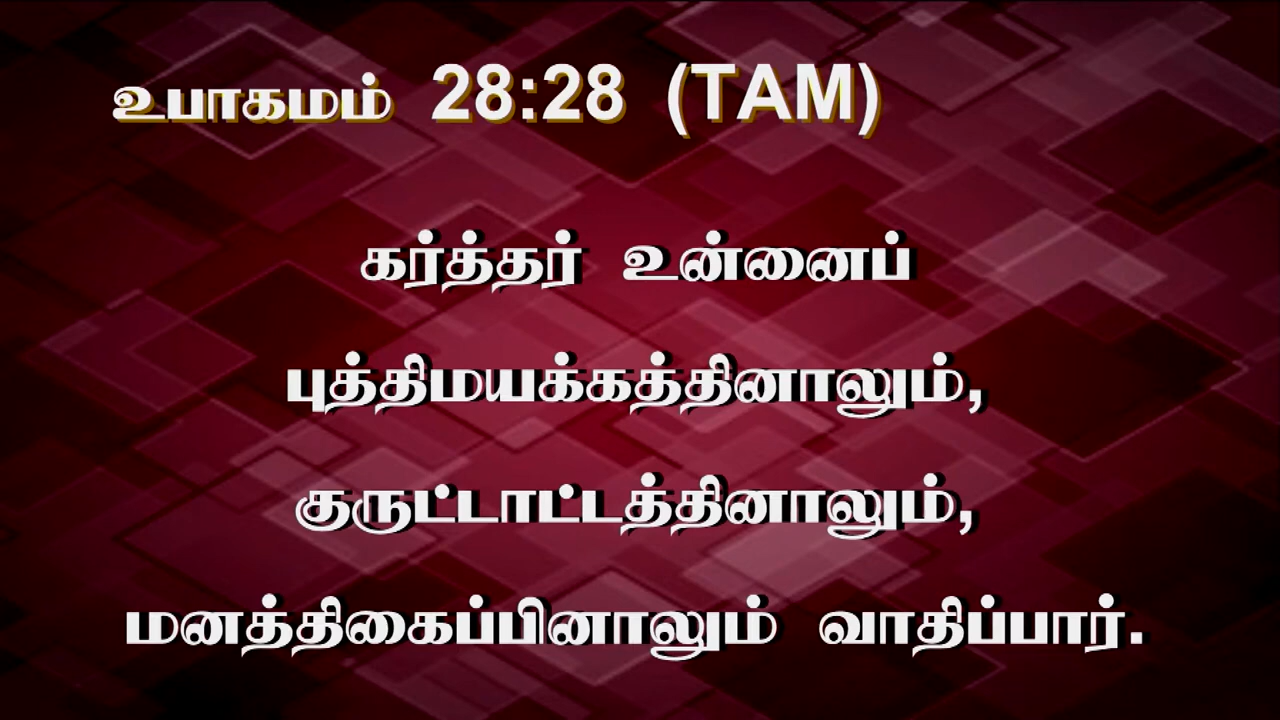 உபாகமம் 28:28 (TAM)
கர்த்தர் உன்னைப்
புத்திமயக்கத்தினாலும்,
குருட்டாட்டத்தினாலும்,
மனத்திகைப்பினாலும் வாதிப்பார்.